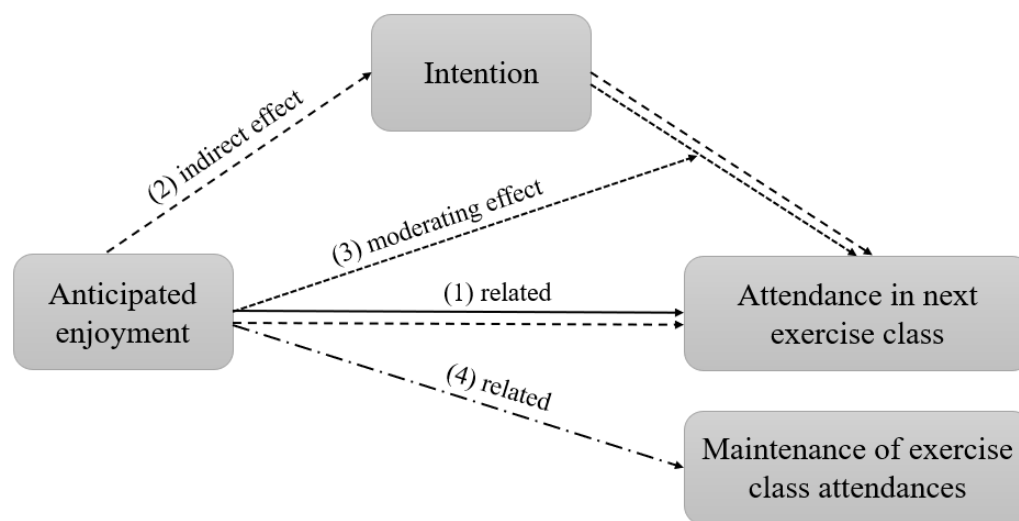 Intention
(2) indirect effect
(3) moderating effect
Anticipated
enjoyment
(1) related
Attendance in next
exercise class
(4) related
Maintenance of exercise
class attendances